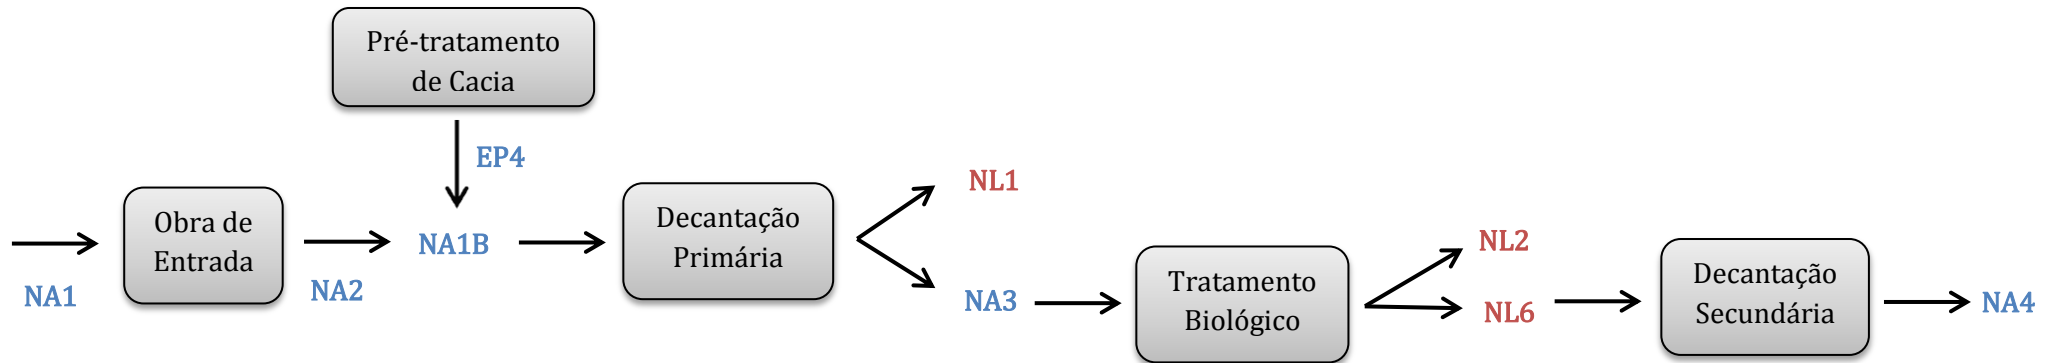 Pré-tratamento
de Cacia
EP4
NA1
Obra de
Entrada
NA2
NA1B
Decantação
Primária
NL1
NA3
Tratamento
Biológico
NL2
NL6
Decantação
Secundária
NA4